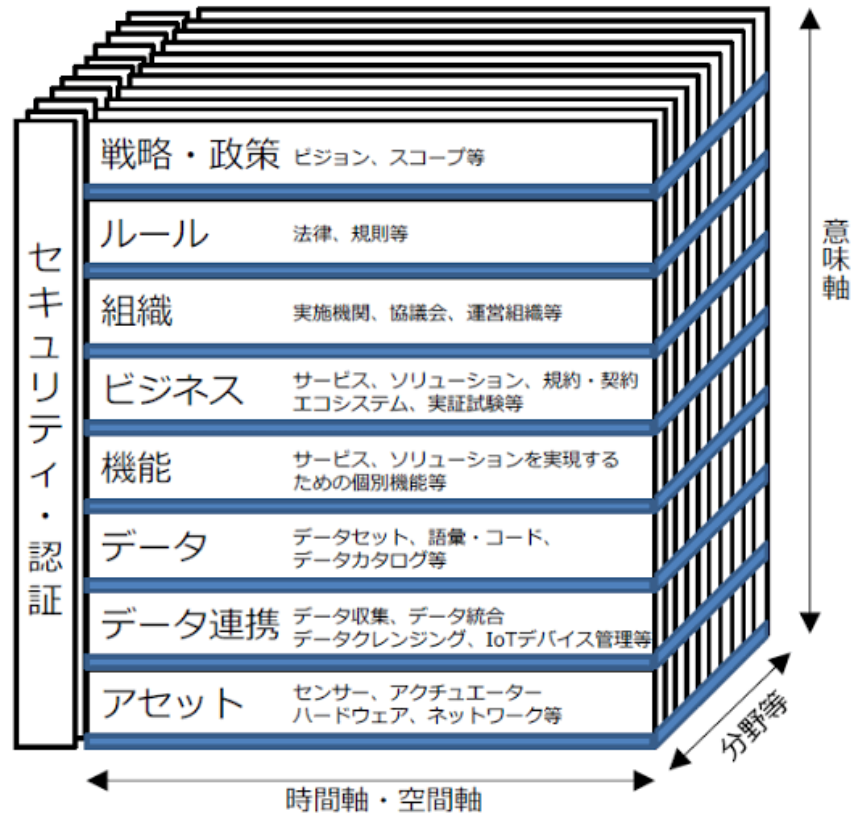 セキュリティ・認証
戦略・政策 ビジョン、スコープ等
ルール 法律、規則等
組織 実施機関、協議会、運営組織等
ビジネス サービス、ソリューション、規約・契約
エコシステム、実証試験等
機能 サービス、ソリューションを実現する
ための個別機能等
データ データセット、語彙・コード、
データカタログ等
データ連携 データ収集、データ統合
データクレンジング、IoTデバイス管理等
アセット センサー、アクチュエーター
ハードウェア、ネットワーク等
意味軸
分野等
時間軸・空間軸